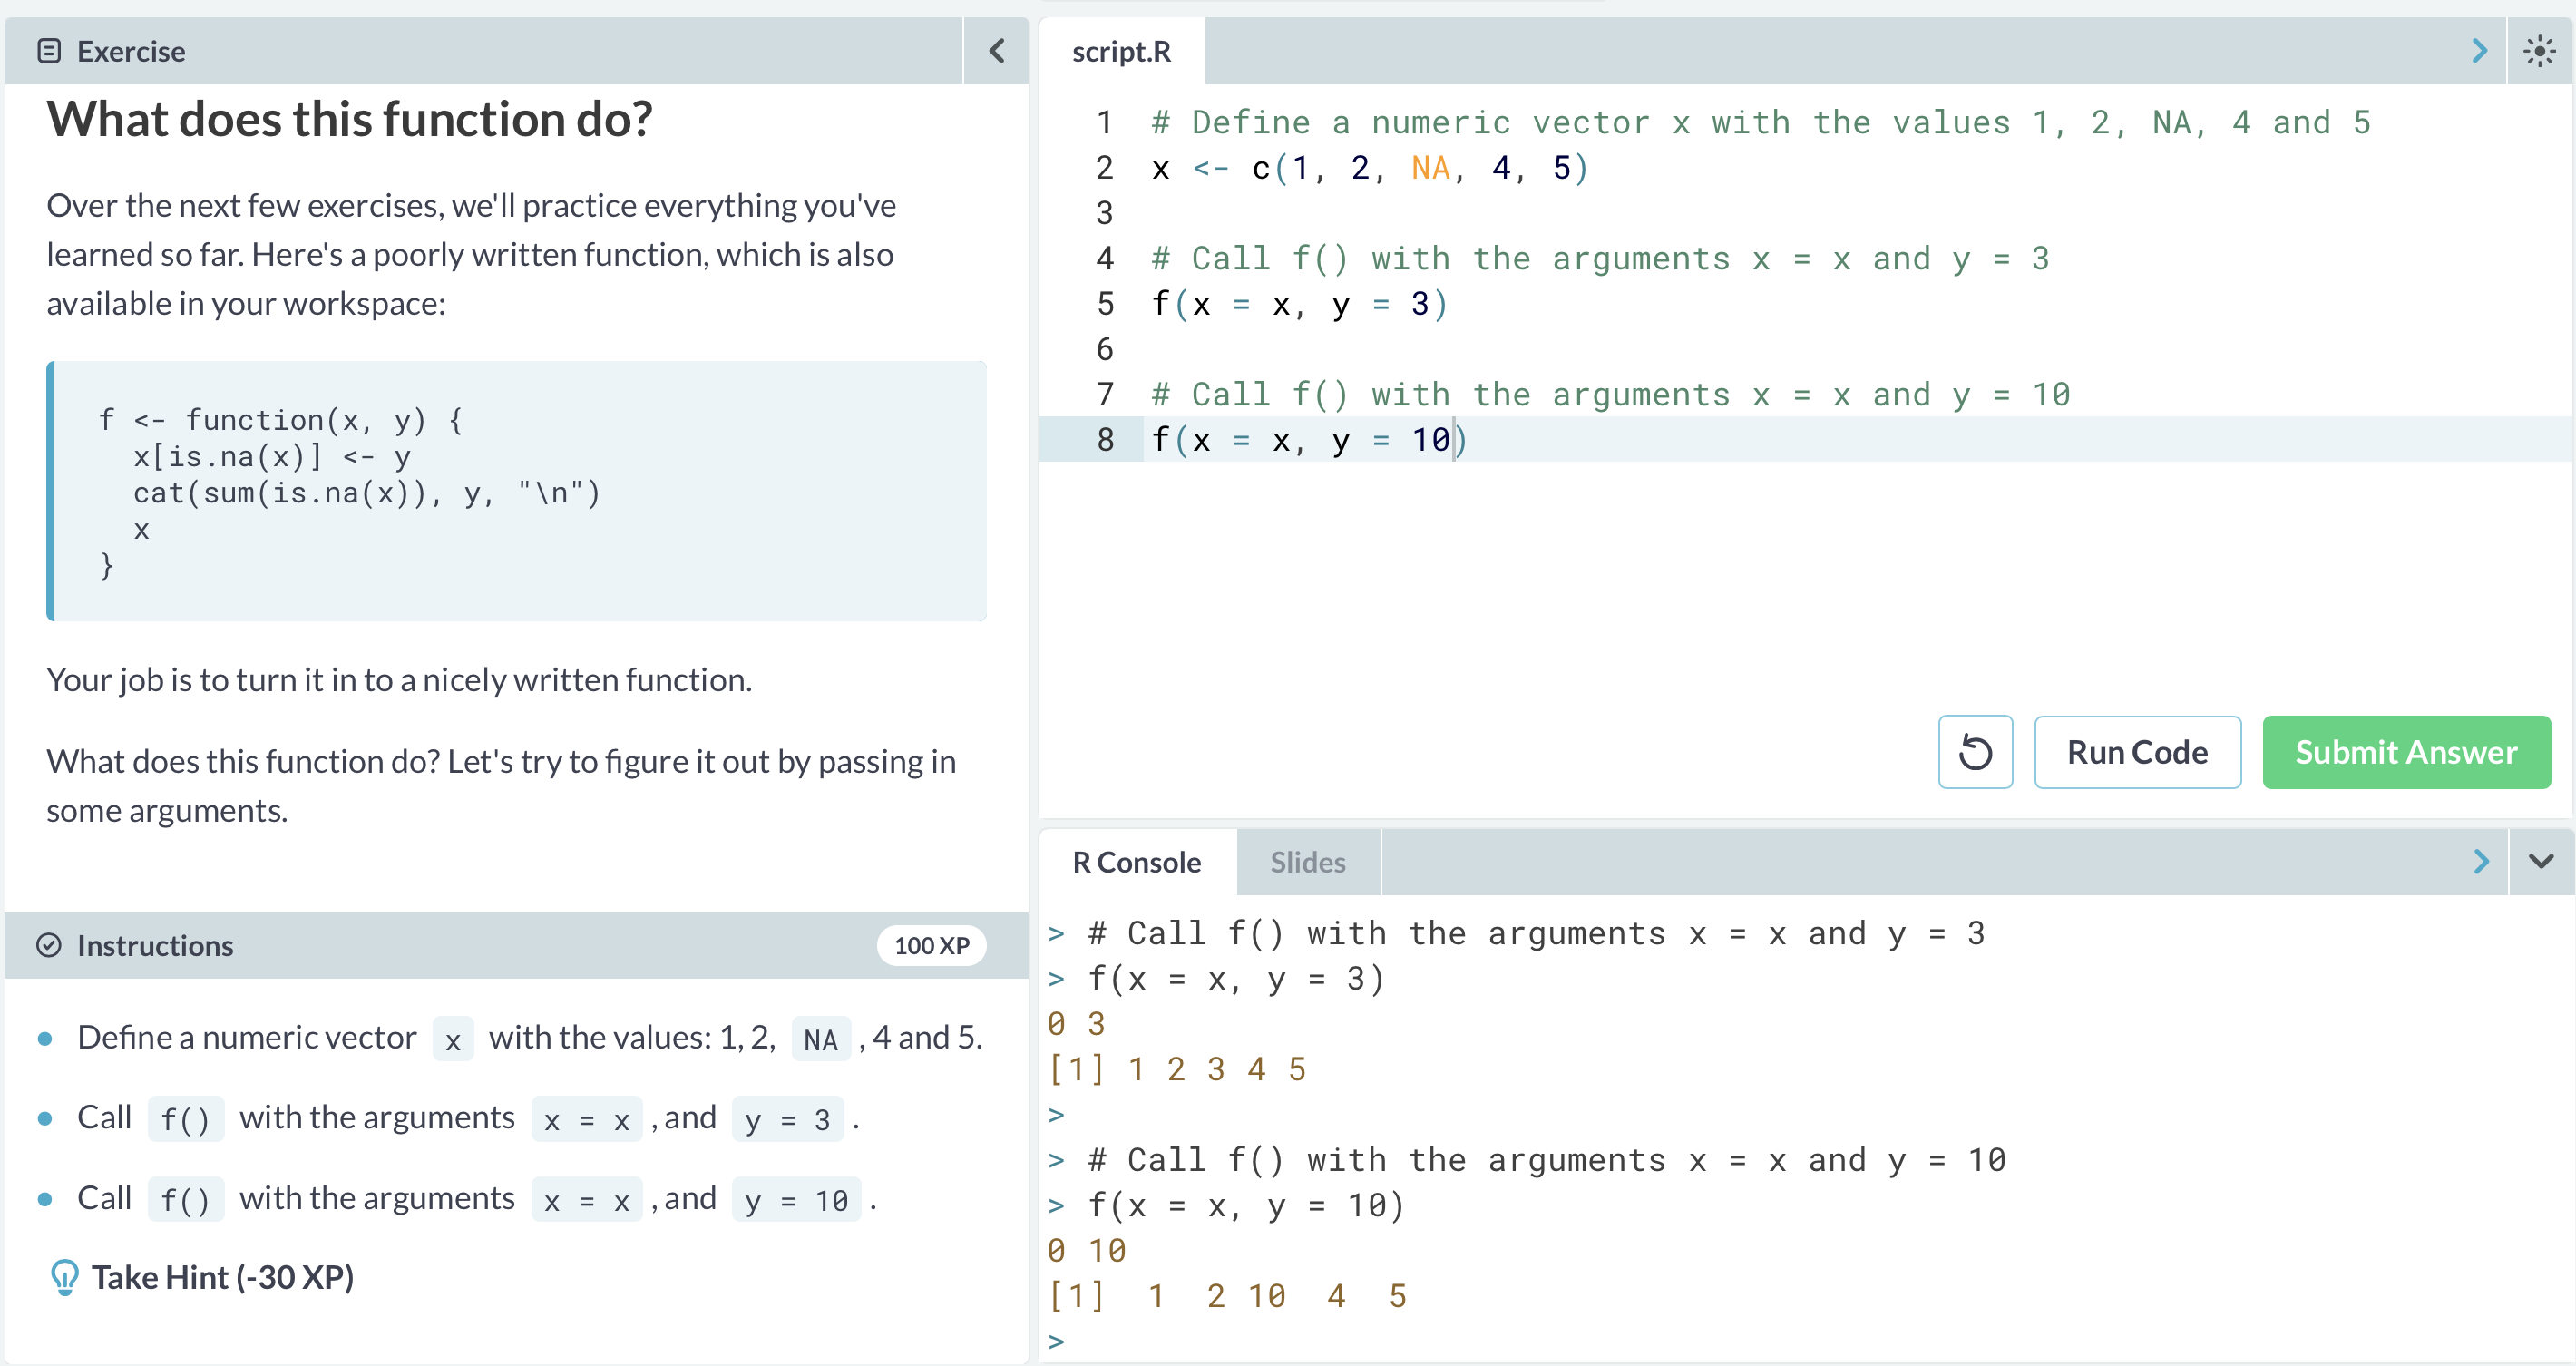 Exercise
What does this function do?
Over the next few exercises, we'll practice everything you've
learned so far. Here's a poorly written function, which is also
available in your workspace:
f <- function(x, y) {
  x[is.na(x)] <- y
  cat(sum(is.na(x)), y, "\n")
  x
}
Your job is to turn it in to a nicely written function.
What does this function do? Let's try to figure it out by passing in
some arguments.
Instructions
100 XP
Define a numeric vector x with the values: 1, 2, NA , 4 and 5.
Call f() with the arguments x = x , and y = 3 .
Call f() with the arguments x = x , and y = 10 .
Take Hint (-30 XP)
script.R
1 # Define a numeric vector x with the values 1, 2, NA, 4 and 5
2 x <- c(1, 2, NA, 4, 5)
3
4 # Call f() with the arguments x = x and y = 3
5 f(x = x, y = 3)
6
7 # Call f() with the arguments x = x and y = 10
8 f(x = x, y = 10)
Run Code
Submit Answer
R Console
Slides
> # Call f() with the arguments x = x and y = 3
> f(x = x, y = 3)
0 3
[1] 1 2 3 4 5
>
> # Call f() with the arguments x = x and y = 10
> f(x = x, y = 10)
0 10
[1]  1  2 10  4  5
>